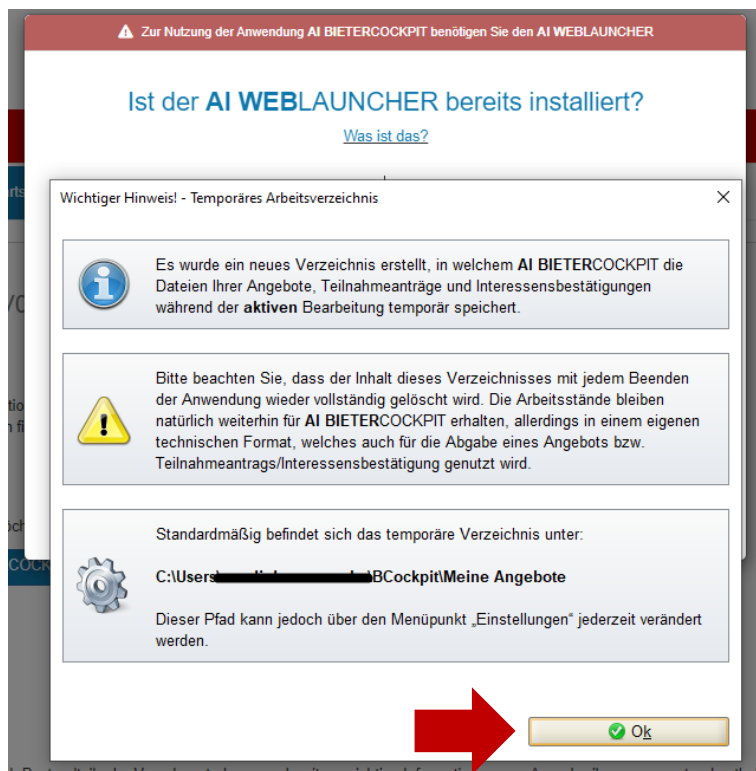 Zur Nutzung der Anwendung AI BIETERCOCKPIT benötigen Sie den AI WEBLAUNCHER
Ist der AI WEBLAUNCHER bereits installiert?
Was ist das?
Wichtiger Hinweis! - Temporäres Arbeitsverzeichnis
Es wurde ein neues Verzeichnis erstellt, in welchem AI BIETERCOCKPIT die
Dateien Ihrer Angebote, Teilnahmeanträge und Interessensbestätigungen
während der aktiven Bearbeitung temporär speichert.
Bitte beachten Sie, dass der Inhalt dieses Verzeichnisses mit jedem Beenden
der Anwendung wieder vollständig gelöscht wird. Die Arbeitsstände bleiben
natürlich weiterhin für AI BIETERCOCKPIT erhalten, allerdings in einem eigenen
technischen Format, welches auch für die Abgabe eines Angebots bzw.
Teilnahmeantrags/Interessensbestätigung genutzt wird.
Standardmäßig befindet sich das temporäre Verzeichnis unter:
C:\Users\BCockpit\Meine Angebote
Dieser Pfad kann jedoch über den Menüpunkt „Einstellungen" jederzeit verändert
werden.
Ok